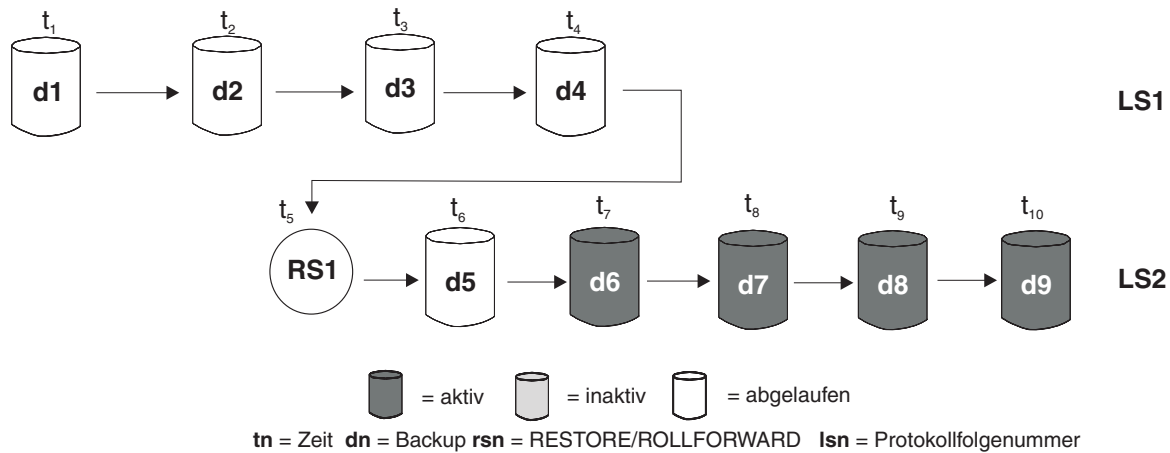 t1 t2 t3 t4
d1 d2 d3 d4 LS1
t5 t6 t7 t8 t9 t10
RS1 d5 d6 d7 d8 d9 LS2
= aktiv = inaktiv = abgelaufen
tn = Zeit dn = Backup rsn = RESTORE/ROLLFORWARD lsn = Protokollfolgenummer